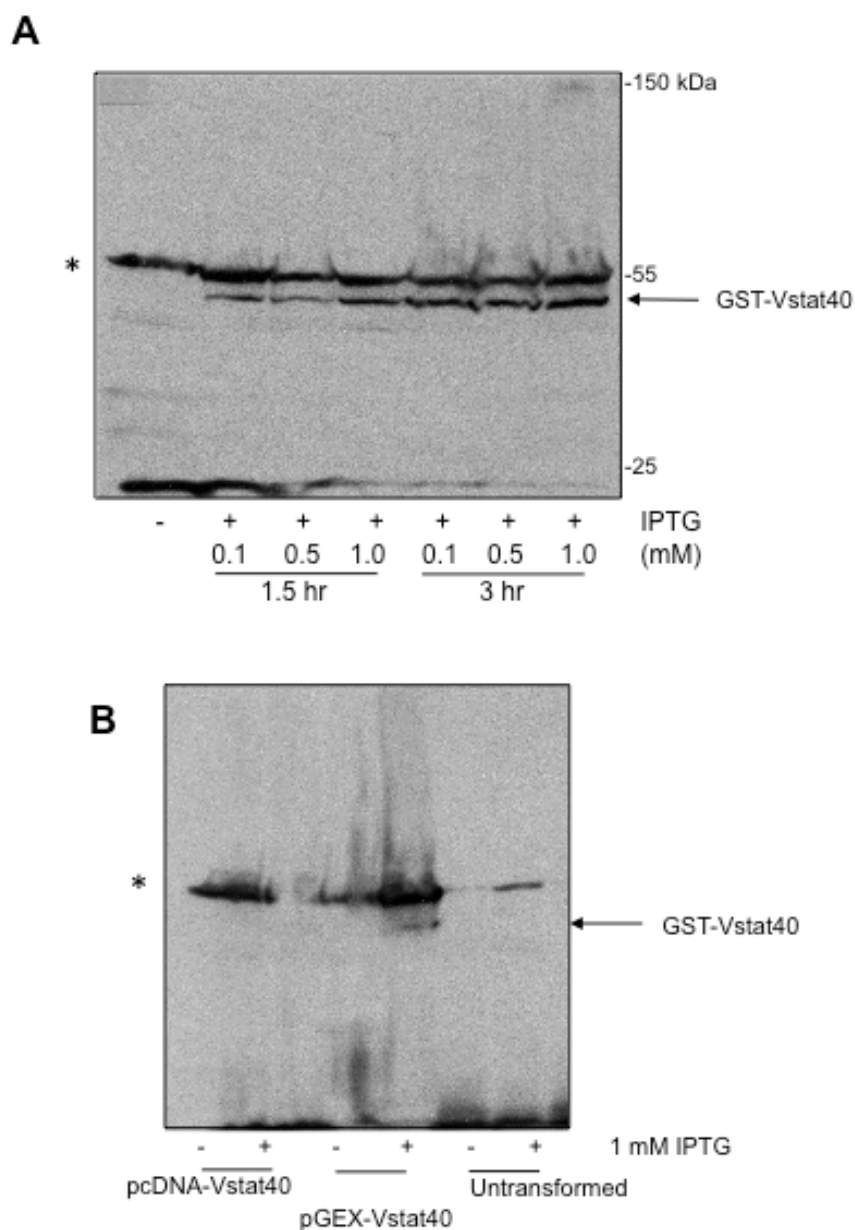 A
-150 kDa
*
-55
GST-Vstat40
-25
- + + + + + + IPTG
0.1 0.5 1.0 0.1 0.5 1.0 (mM)
1.5 hr 3 hr
B
*
GST-Vstat40
- + - + - + 1 mM IPTG
pcDNA-Vstat40 pGEX-Vstat40 Untransformed